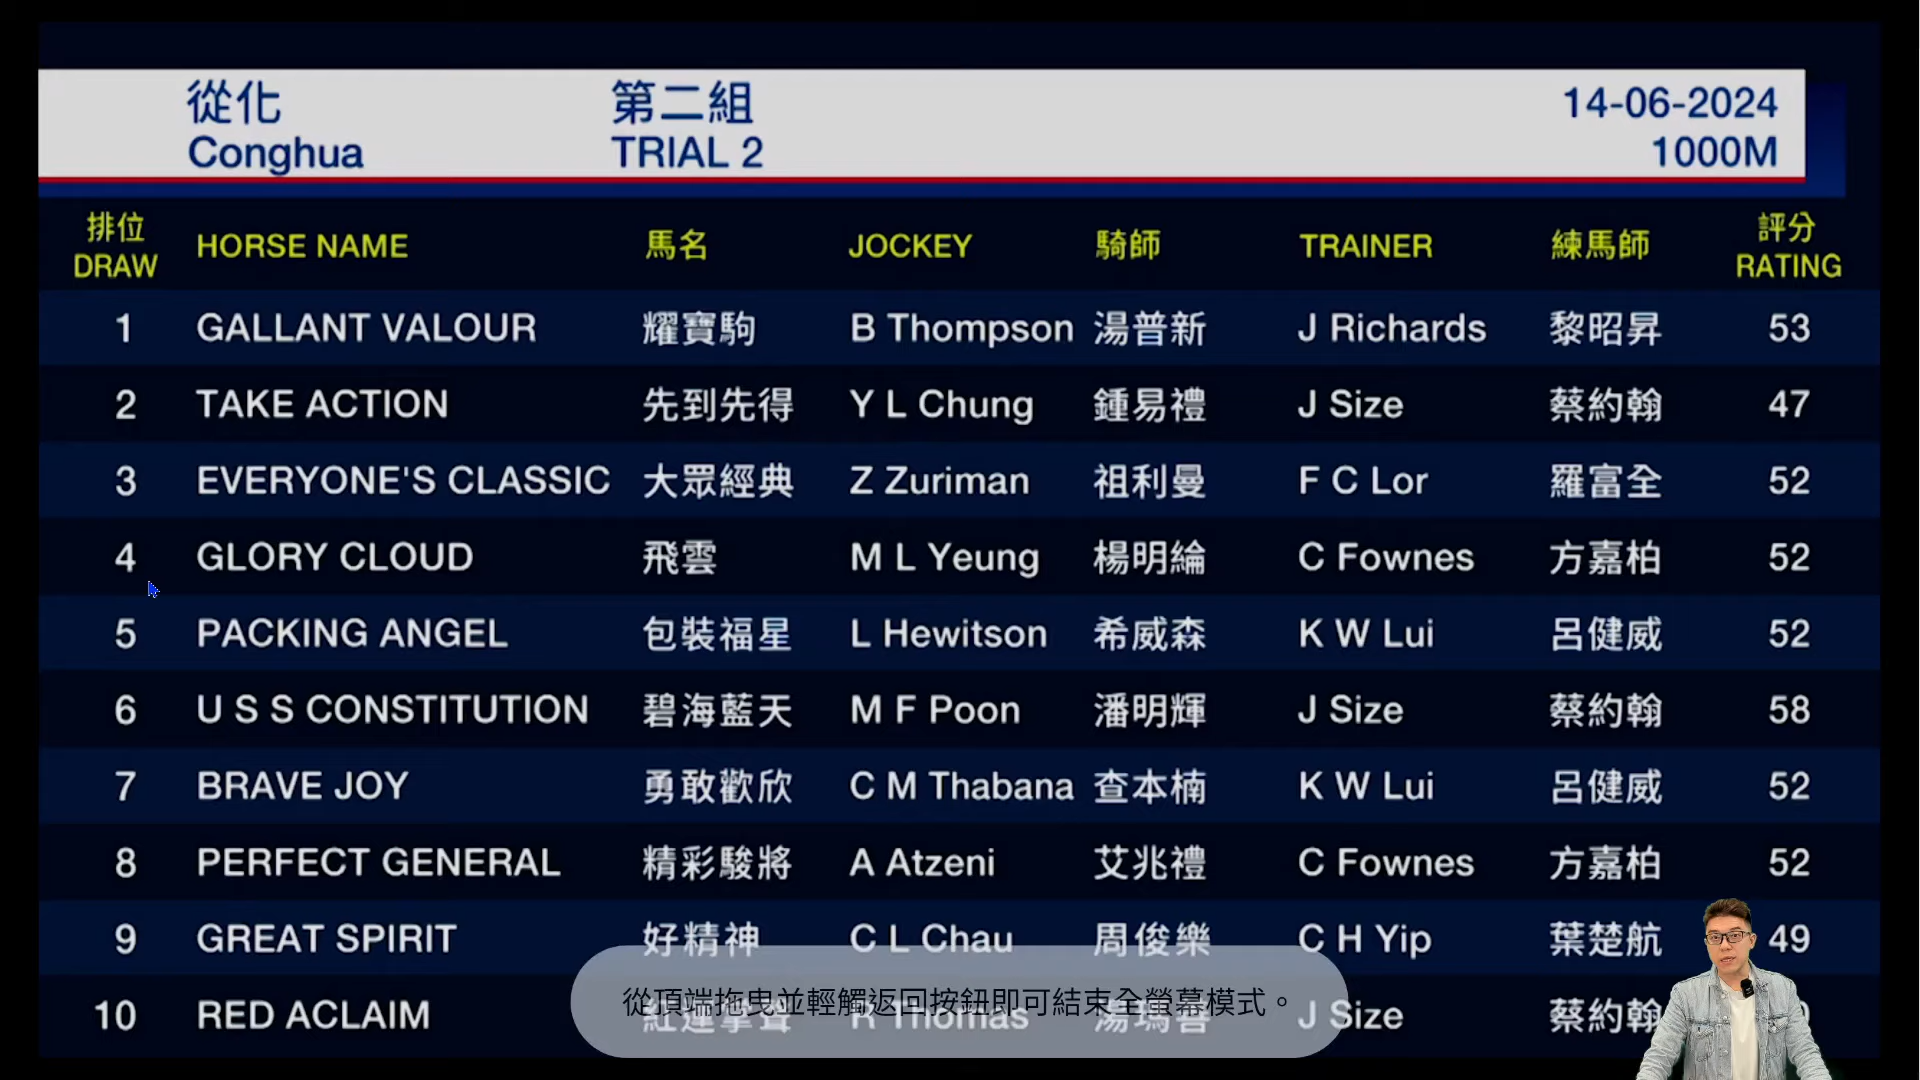 從化 第二組 14-06-2024
Conghua TRIAL 2 1000M
排位 評分
DRAW HORSE NAME 馬名 JOCKEY 騎師 TRAINER 練馬師 RATING
1 GALLANT VALOUR 耀寶駒 B Thompson 湯普新 J Richards 黎昭昇 53
2 TAKE ACTION 先到先得 Y L Chung 鍾易禮 J Size 蔡約翰 47
3 EVERYONE'S CLASSIC 大眾經典 Z Zuriman 祖利曼 F C Lor 羅富全 52
4 GLORY CLOUD 飛雲 M L Yeung 楊明綸 C Fownes 方嘉柏 52
5 PACKING ANGEL 包裝福星 L Hewitson 希威森 K W Lui 呂健威 52
6 U S S CONSTITUTION 碧海藍天 M F Poon 潘明輝 J Size 蔡約翰 58
7 BRAVE JOY 勇敢歡欣 C M Thabana 查本楠 K W Lui 呂健威 52
8 PERFECT GENERAL 精彩駿將 A Atzeni 艾兆禮 C Fownes 方嘉柏 52
9 GREAT SPIRIT 好精神 C L Chau 周俊樂 C H Yip 葉楚航 49
10 RED ACLAIM R Thomas J Size 蔡約翰
從頂端拖曳並輕觸返回按鈕即可結束全螢幕模式。